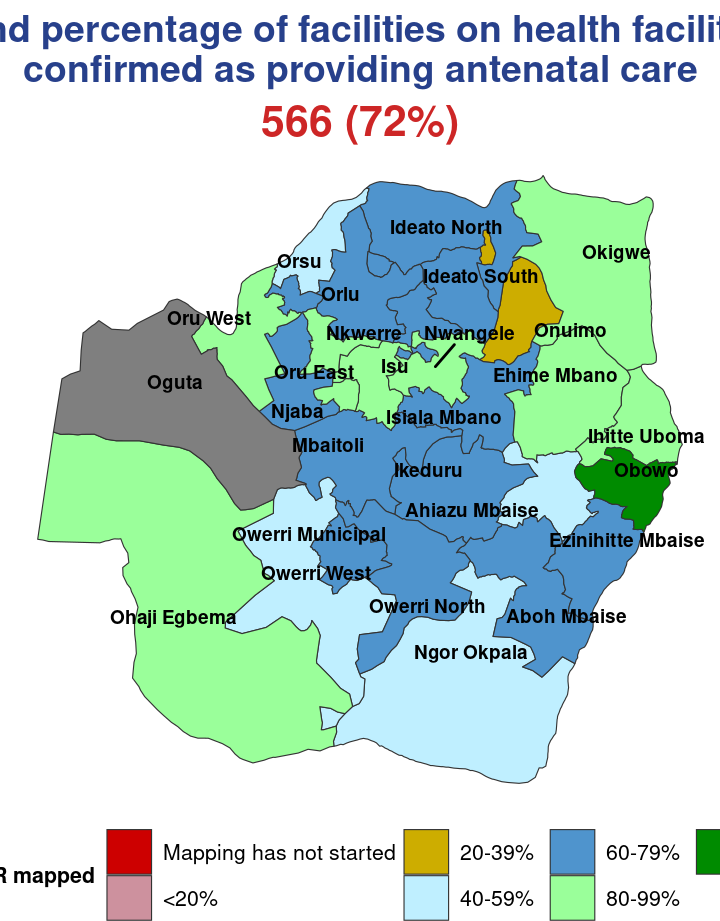 nd percentage of facilities on health facilit
confirmed as providing antenatal care
566 (72%)
Ideato North
Okigwe
Orsu
Ideato South
Orlu
Oru West
Nkwerre
Nwangele
Onuimo
Isu
Oru East
Ehime Mbano
Oguta
Njaba
Isiala Mbano
Ihitte Uboma
Mbaitoli
Ikeduru
Obowo
Ahiazu Mbaise
Owerri Municipal
Ezinihitte Mbaise
Owerri West
Owerri North
Ohaji Egbema
Aboh Mbaise
Ngor Okpala
R mapped
Mapping has not started
20-39%
60-79%
<20%
40-59%
80-99%